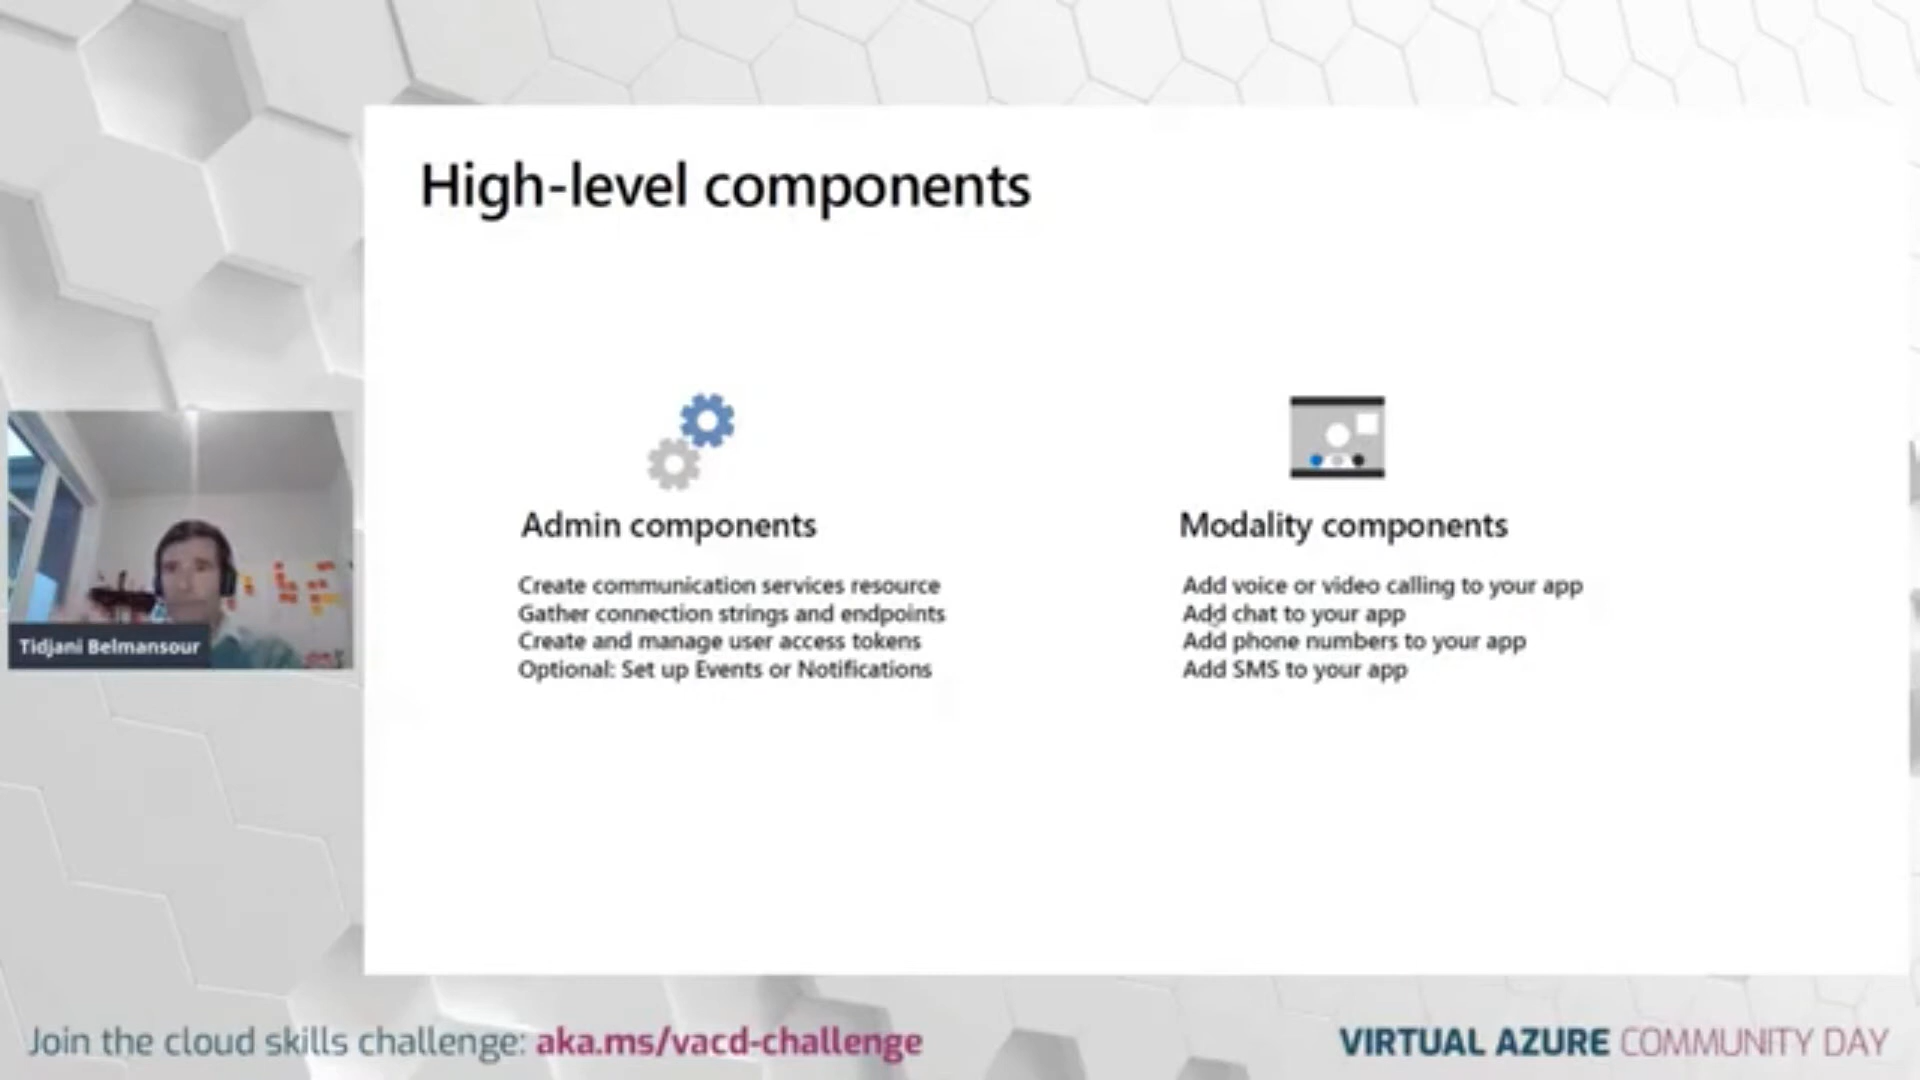 High-level components
Admin components
Create communication services resource
Gather connection strings and endpoints
Create and manage user access tokens
Optional: Set up Events or Notifications
Modality components
Add voice or video calling to your app
Add chat to your app
Add phone numbers to your app
Add SMS to your app
Tidjani Belmansour
Join the cloud skills challenge: aka.ms/vacd-challenge
VIRTUAL AZURE COMMUNITY DAY